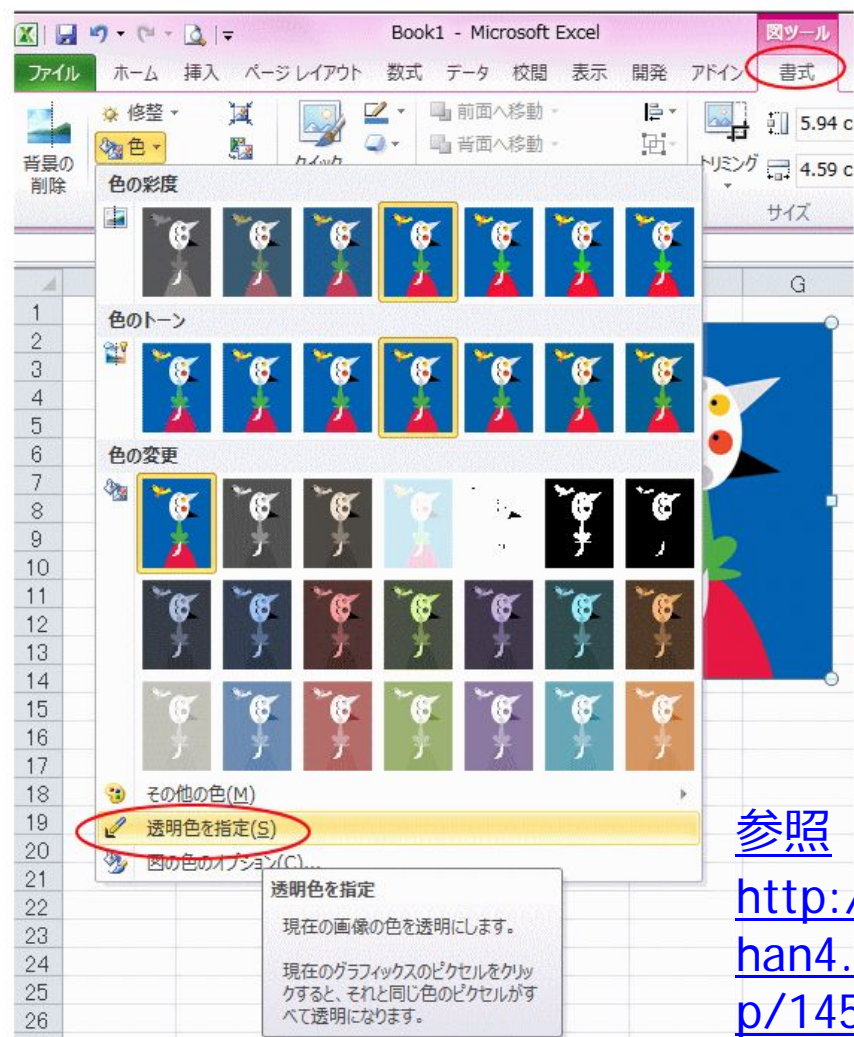 Book1 - Microsoft Excel
図ツール
ファイル ホーム 挿入 ページ レイアウト 数式 データ 校閲 表示 開発 アドイン 書式
修整 前面へ移動 5.94 c
色 背面へ移動 4.59 c
背景の
削除
クイック
トリミング
サイズ
色の彩度
G
1
色のトーン
2
3
4
5
6
色の変更
7
8
9
10
11
12
13
14
15
16
17
18
その他の色(M)
19
透明色を指定(S)
20
図の色のオプション(C)...
21
透明色を指定
22
現在の画像の色を透明にします。
23
24
現在のグラフィックスのピクセルをクリッ
25
クすると、それと同じ色のピクセルがす
26
べて透明になります。
参照
http:/
han4.
p/145